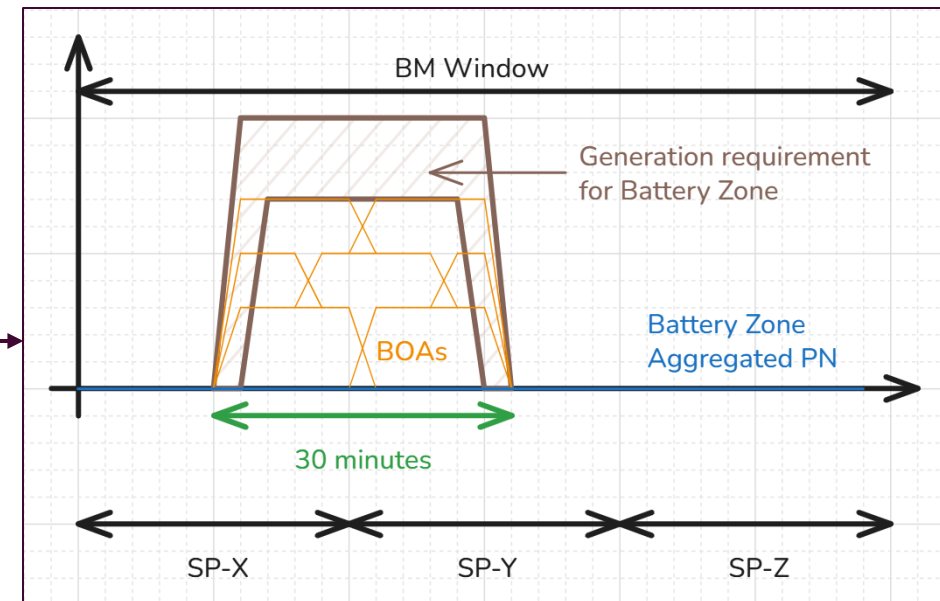 BM Window
Generation requirement
for Battery Zone
Battery Zone
Aggregated PN
BOAs
30 minutes
SP-X
SP-Y
SP-Z